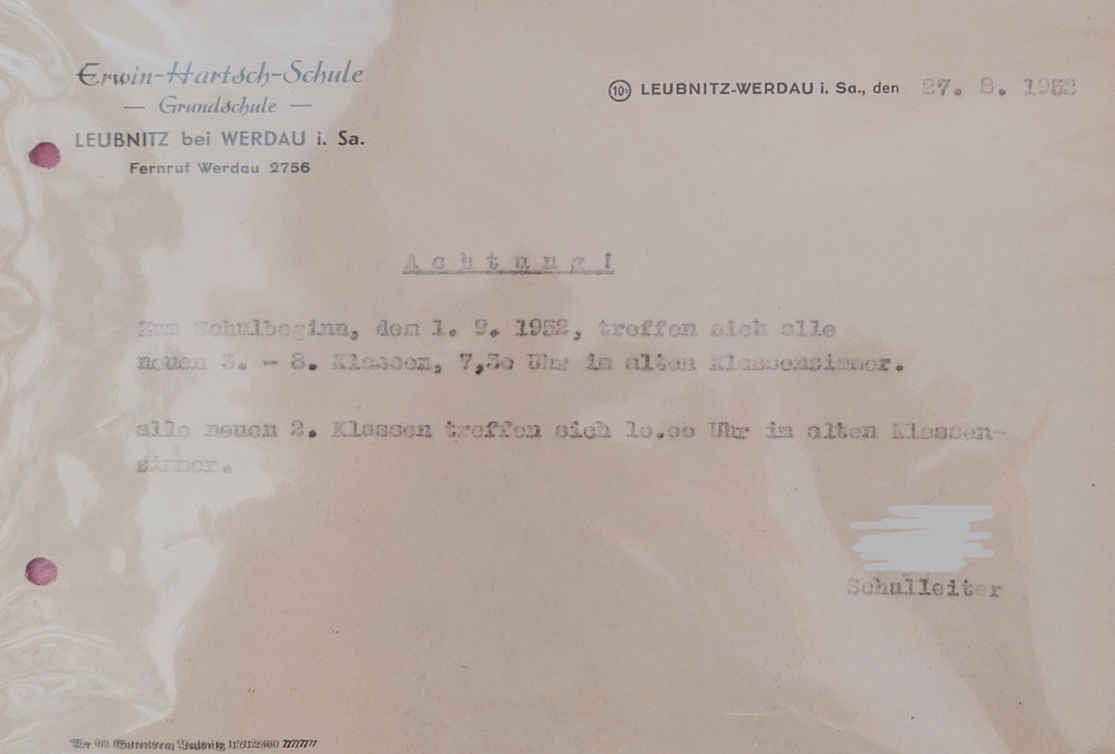 Erwin-Hartsch-Schule
— Grundschule —
LEUBNITZ bei WERDAU i. Sa.
Fernruf Werdau 2756
LEUBNITZ-WERDAU i. Sa., den 27. 8. 1952
Achtung!
Zum Schulbeginn, dem 1. 9. 1952, treffen sich alle
neuen 3. - 8. Klassen, 7,3o Uhr im alten Klassenzimmer.
alle neuen 2. Klassen treffen sich 1o.oo Uhr im alten Klassen-
zimmer.
Schulleiter